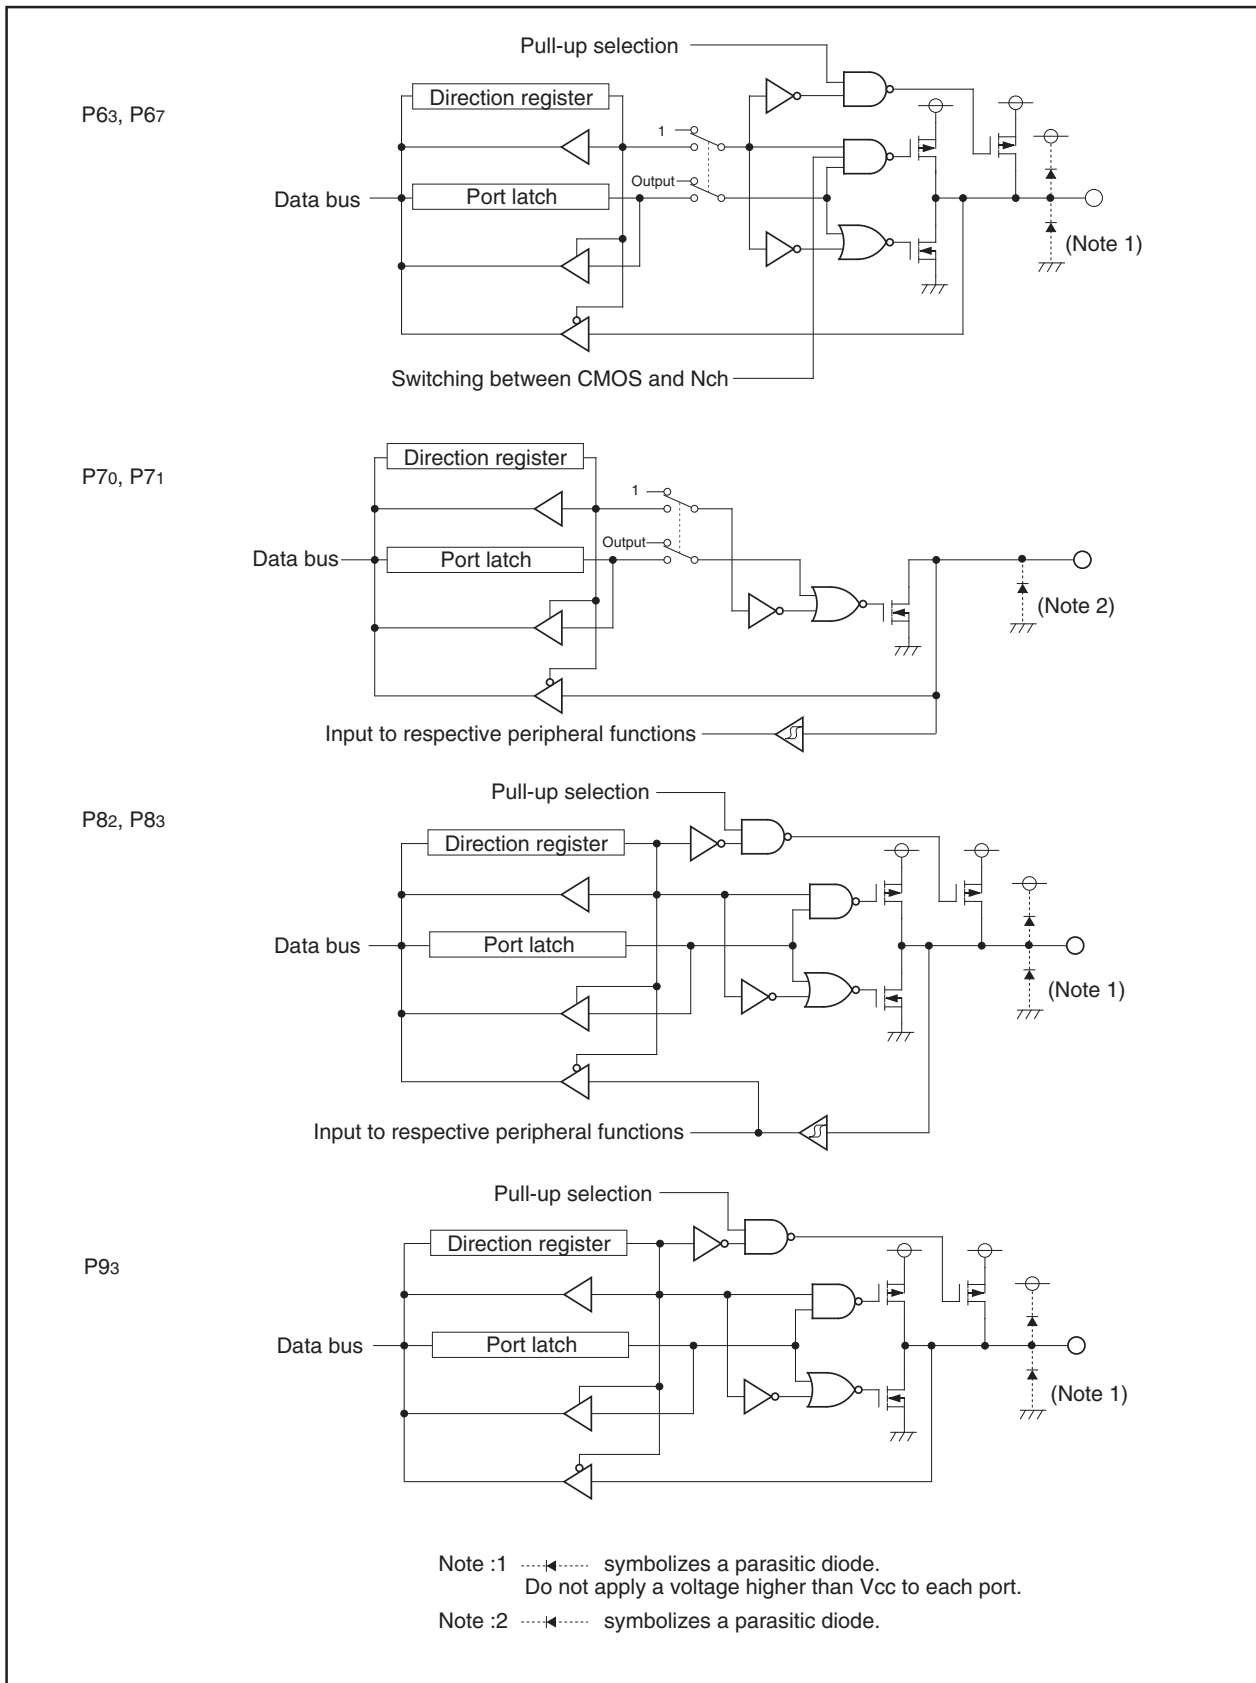 Pull-up selection
P63, P67
Direction register
1
Output
Data bus
Port latch
(Note 1)
Switching between CMOS and Nch
P70, P71
Direction register
1
Output
Data bus
Port latch
(Note 2)
Input to respective peripheral functions
Pull-up selection
P82, P83
Direction register
Data bus
Port latch
(Note 1)
Input to respective peripheral functions
Pull-up selection
Direction register
P93
Data bus
Port latch
(Note 1)
Note :1 symbolizes a parasitic diode.
Do not apply a voltage higher than Vcc to each port.
Note :2 symbolizes a parasitic diode.